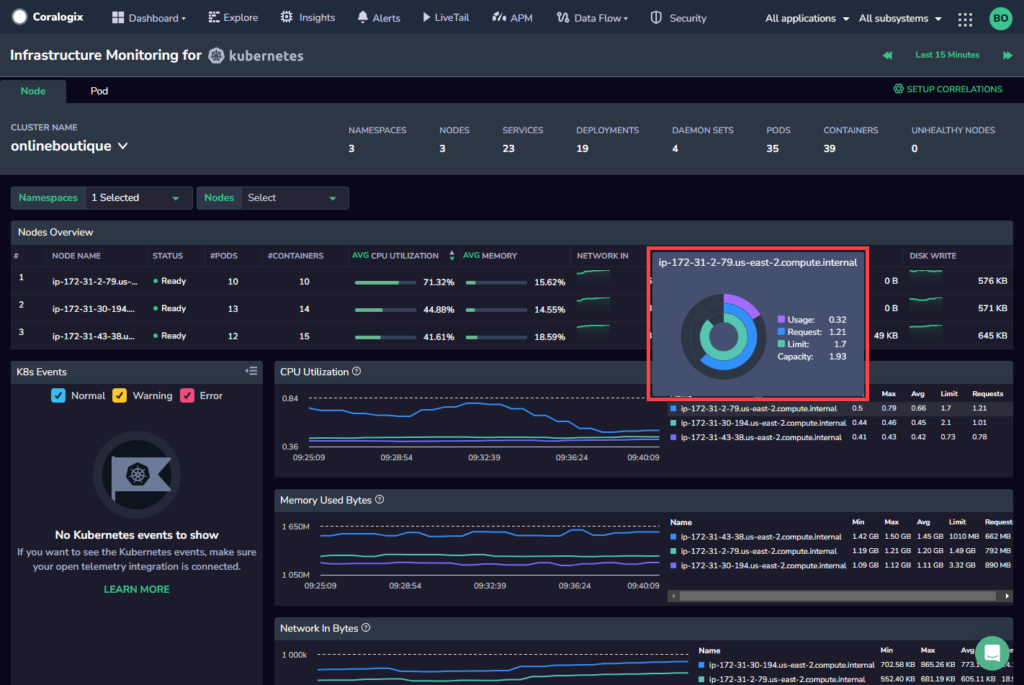 Coralogix Dashboard Explore Insights Alerts LiveTail APM Data Flow Security All applications All subsystems BO
Infrastructure Monitoring for kubernetes Last 15 Minutes
Node Pod SETUP CORRELATIONS
CLUSTER NAME NAMESPACES NODES SERVICES DEPLOYMENTS DAEMON SETS PODS CONTAINERS UNHEALTHY NODES
onlineboutique 3 3 23 19 4 35 39 0
Namespaces 1 Selected Nodes Select
Nodes Overview
# NODE NAME STATUS #PODS #CONTAINERS AVG CPU UTILIZATION AVG MEMORY NETWORK IN DISK WRITE
1 ip-172-31-2-79.us-... Ready 10 10 71.32% 15.62% 0 B 576 KB
2 ip-172-31-30-194.... Ready 13 14 44.88% 14.55% 0 B 571 KB
3 ip-172-31-43-38.u... Ready 12 15 41.61% 18.59% 49 KB 645 KB
ip-172-31-2-79.us-east-2.compute.internal
Usage: 0.32
Request: 1.21
Limit: 1.7
Capacity: 1.93
K8s Events
Normal Warning Error
No Kubernetes events to show
If you want to see the Kubernetes events, make sure
your open telemetry integration is connected.
LEARN MORE
CPU Utilization
0.84
0.36
09:25:09 09:28:54 09:32:39 09:36:24 09:40:09
Max Avg Limit Requests
ip-172-31-2-79.us-east-2.compute.internal 0.5 0.79 0.66 1.7 1.21
ip-172-31-30-194.us-east-2.compute.internal 0.44 0.46 0.45 2.1 1.01
ip-172-31-43-38.us-east-2.compute.internal 0.41 0.43 0.42 0.73 0.78
Memory Used Bytes
1 650M
1 050M
09:25:09 09:28:54 09:32:39 09:36:24 09:40:09
Name Min Max Avg Limit Request
ip-172-31-43-38.us-east-2.compute.internal 1.42 GB 1.50 GB 1.45 GB 1010 MB 662 MB
ip-172-31-2-79.us-east-2.compute.internal 1.19 GB 1.21 GB 1.20 GB 1.49 GB 792 MB
ip-172-31-30-194.us-east-2.compute.internal 1.09 GB 1.12 GB 1.11 GB 3.32 GB 890 MB
Network In Bytes
1 000k
Name Min Max Avg
ip-172-31-30-194.us-east-2.compute.internal 702.58 KB 865.26 KB
ip-172-31-2-79.us-east-2.compute.internal 552.40 KB 681.19 KB 605.11 KB